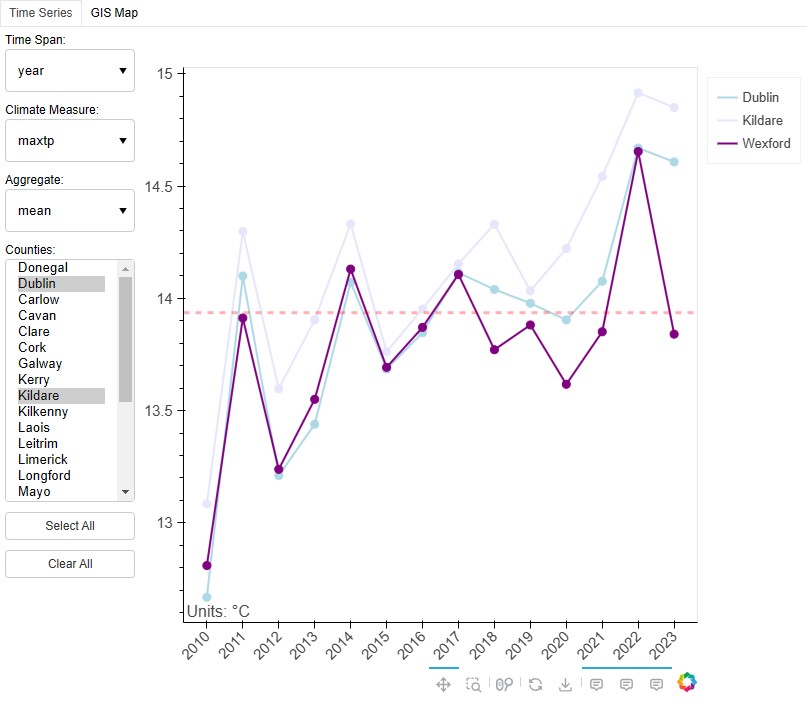 Time Series
GIS Map
Time Span:
year
Climate Measure:
maxtp
Aggregate:
mean
Counties:
Donegal
Dublin
Carlow
Cavan
Clare
Cork
Galway
Kerry
Kildare
Kilkenny
Laois
Leitrim
Limerick
Longford
Mayo
Select All
Clear All
15
14.5
14
13.5
13
Units: °C
2010
2011
2012
2013
2014
2015
2016
2017
2018
2019
2020
2021
2022
2023
Dublin
Kildare
Wexford